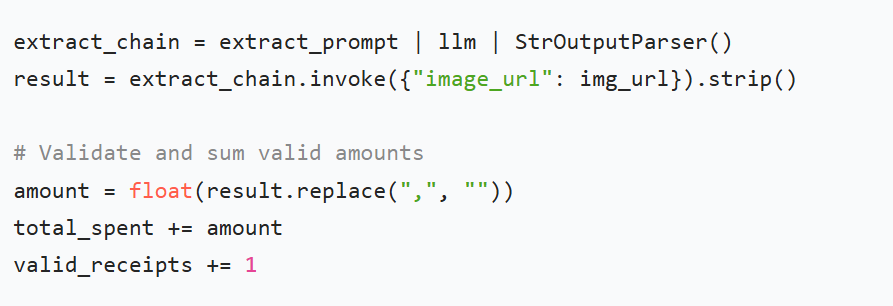 extract_chain = extract_prompt | llm | StrOutputParser()
result = extract_chain.invoke({"image_url": img_url}).strip()
# Validate and sum valid amounts
amount = float(result.replace(",", ""))
total_spent += amount
valid_receipts += 1